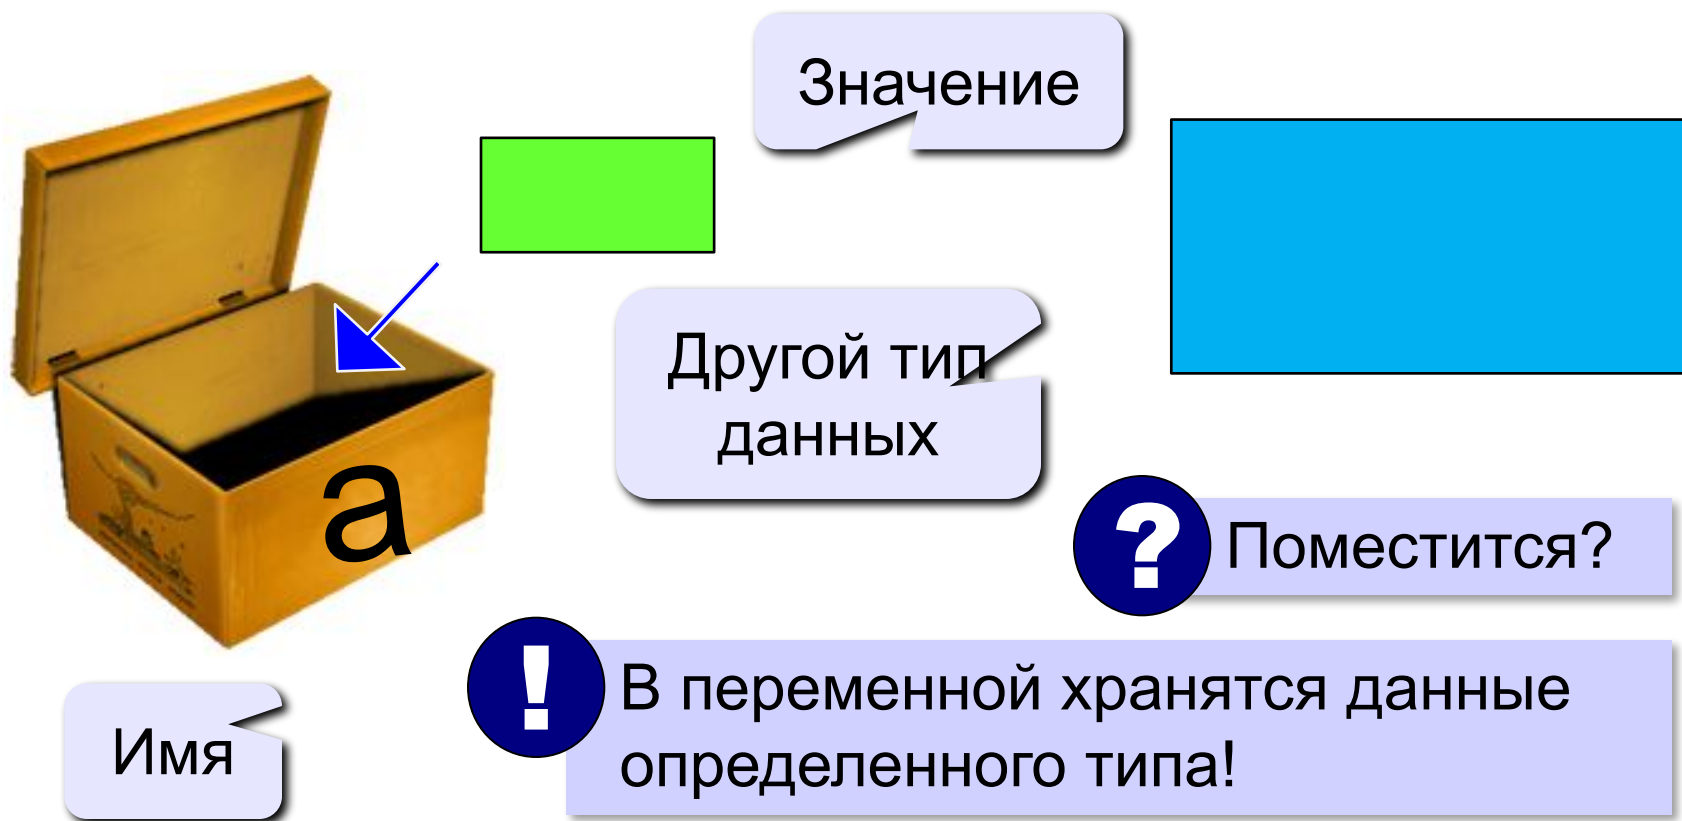 Значение
Другой тип
данных
a
?
Поместится?
!
В переменной хранятся данные
определенного типа!
Имя